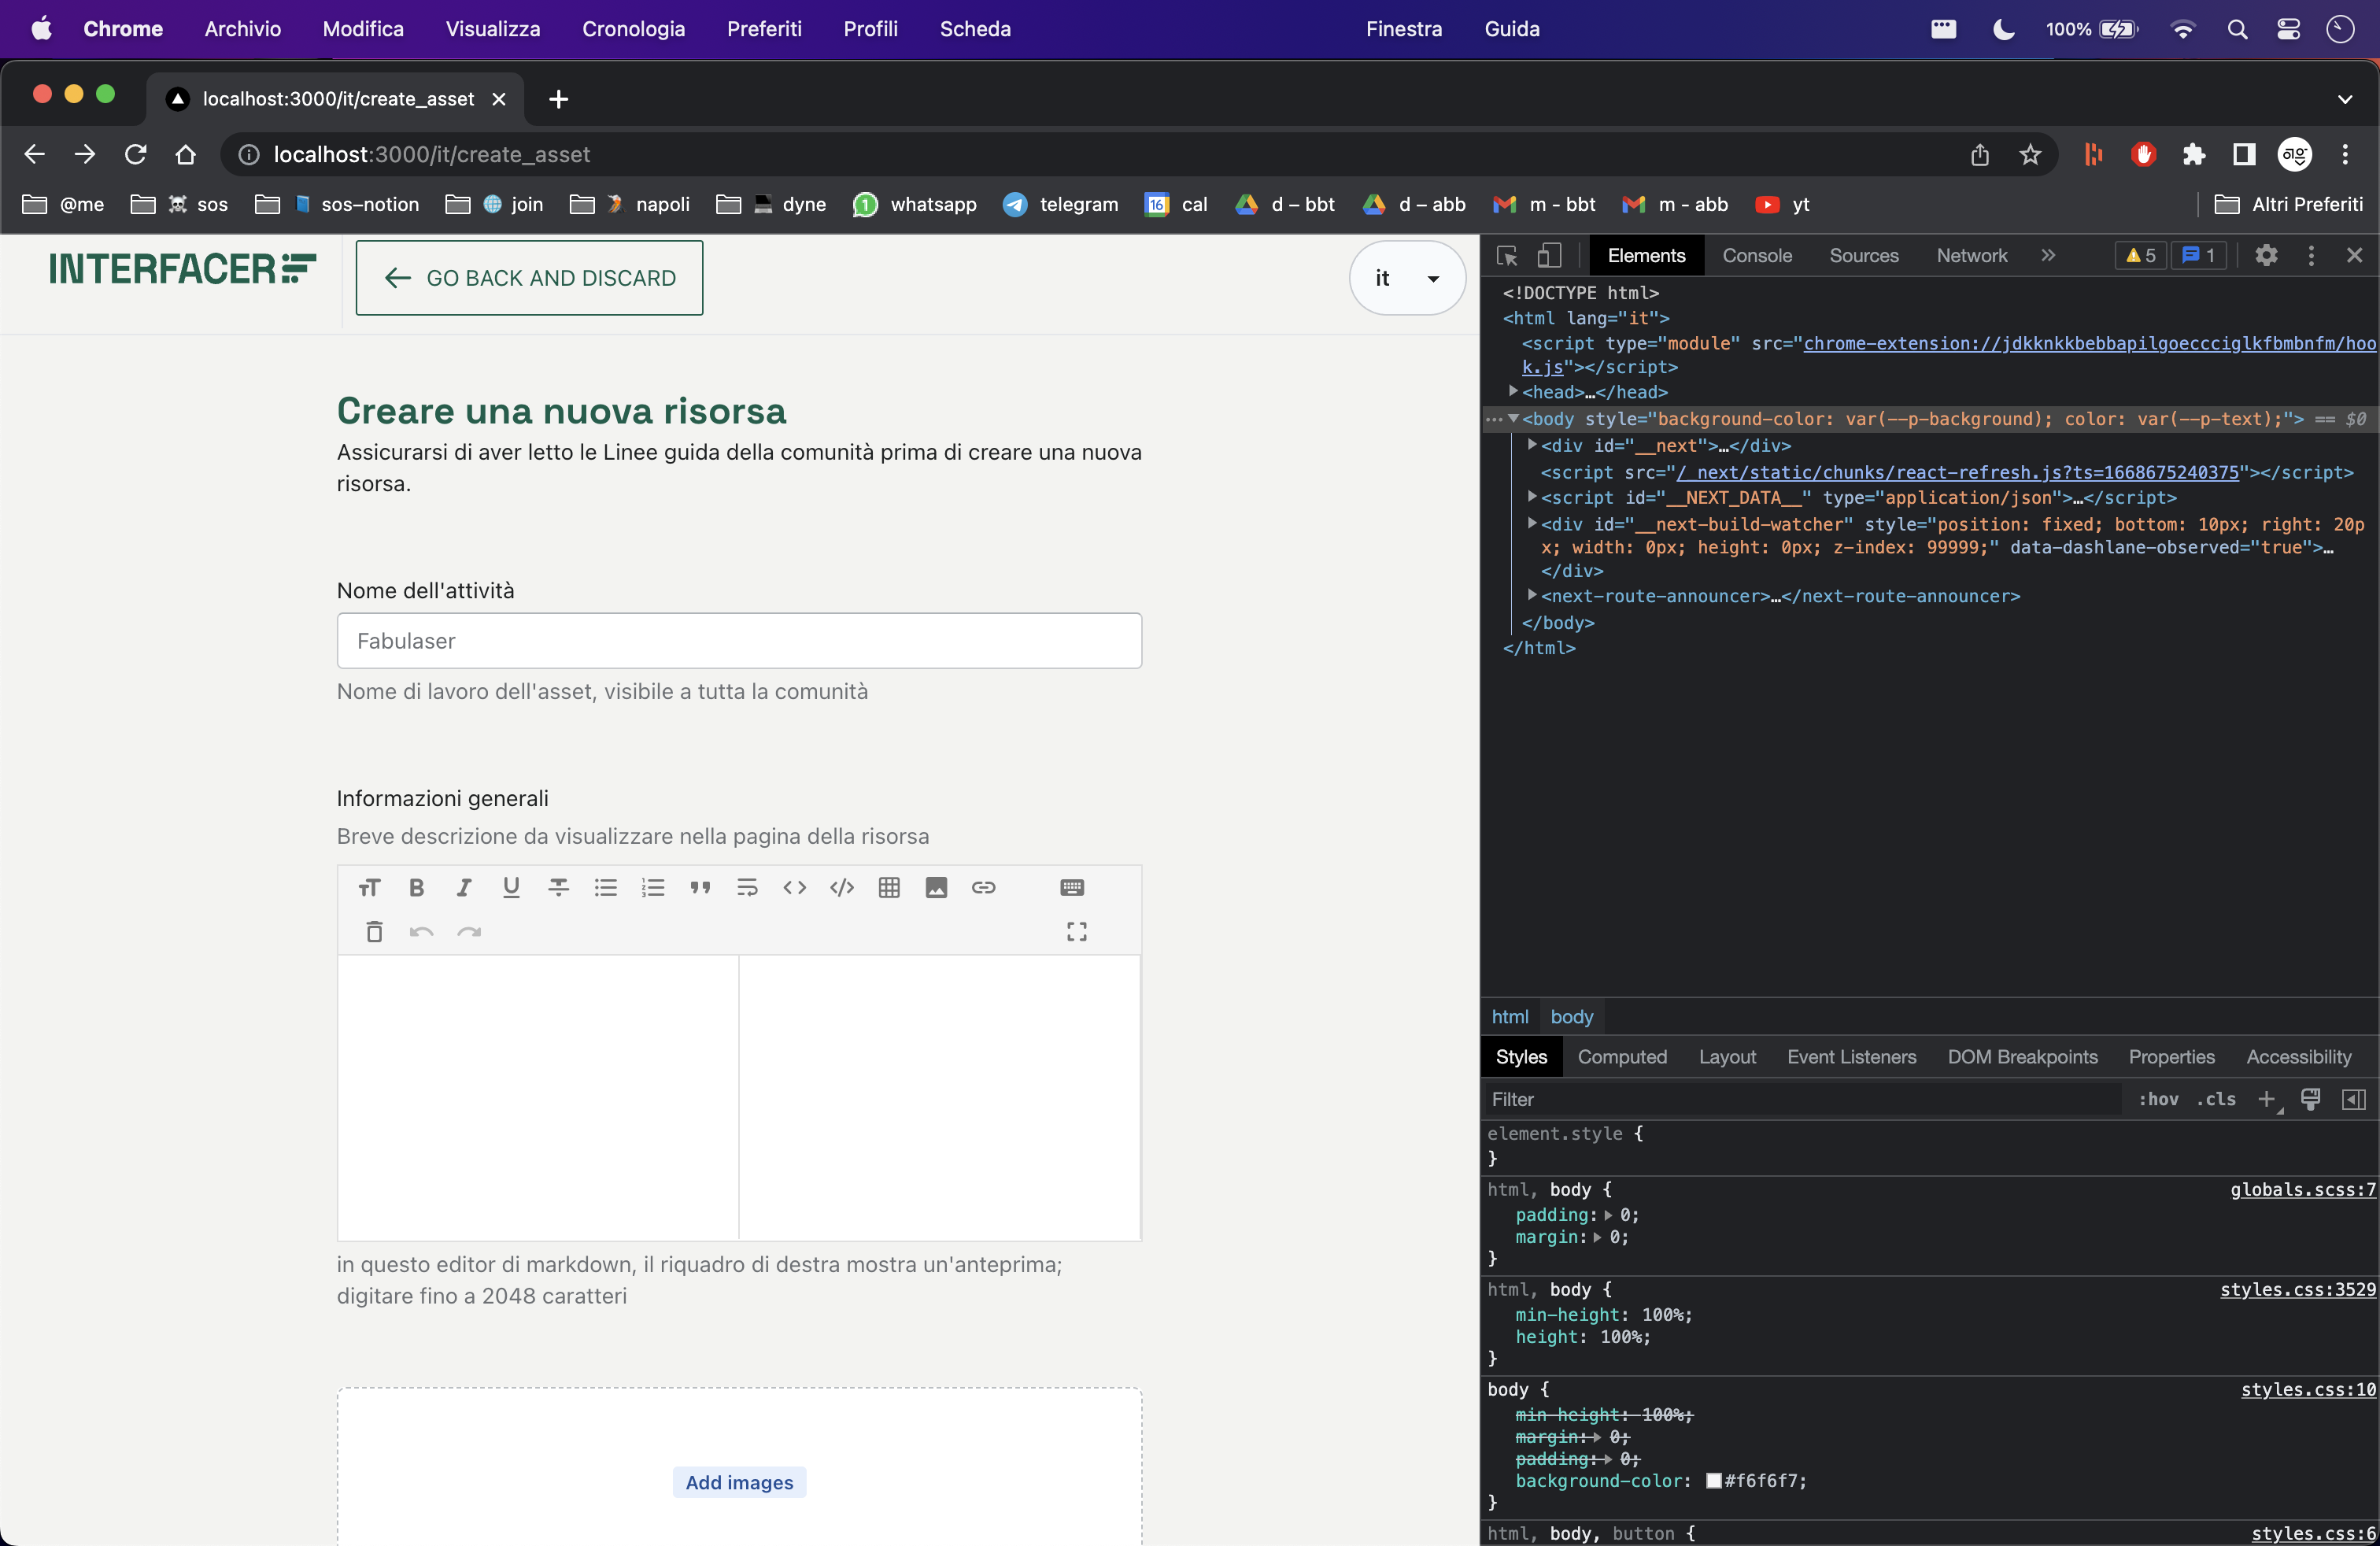 Chrome Archivio Modifica Visualizza Cronologia Preferiti Profili Scheda Finestra Guida 100%
localhost:3000/it/create_asset
localhost:3000/it/create_asset
@me sos sos-notion join napoli dyne whatsapp telegram 16 cal d – bbt d – abb m - bbt m - abb yt Altri Preferiti
INTERFACER
GO BACK AND DISCARD
it
Creare una nuova risorsa
Assicurarsi di aver letto le Linee guida della comunità prima di creare una nuova
risorsa.
Nome dell'attività
Fabulaser
Nome di lavoro dell'asset, visibile a tutta la comunità
Informazioni generali
Breve descrizione da visualizzare nella pagina della risorsa
in questo editor di markdown, il riquadro di destra mostra un'anteprima;
digitare fino a 2048 caratteri
Add images
Elements Console Sources Network » 5 1
<!DOCTYPE html>
<html lang="it">
<script type="module" src="chrome-extension://jdkknkkbebbapilgoeccciglkfbmbnfm/hoo
k.js"></script>
<head>…</head>
<body style="background-color: var(--p-background); color: var(--p-text);"> == $0
<div id="__next">…</div>
<script src="/_next/static/chunks/react-refresh.js?ts=1668675240375"></script>
<script id="__NEXT_DATA__" type="application/json">…</script>
<div id="__next-build-watcher" style="position: fixed; bottom: 10px; right: 20p
x; width: 0px; height: 0px; z-index: 99999;" data-dashlane-observed="true">…
</div>
<next-route-announcer>…</next-route-announcer>
</body>
</html>
html body
Styles Computed Layout Event Listeners DOM Breakpoints Properties Accessibility
Filter :hov .cls +
element.style {
}
html, body { globals.scss:7
padding: 0;
margin: 0;
}
html, body { styles.css:3529
min-height: 100%;
height: 100%;
}
body { styles.css:10
min-height: 100%;
margin: 0;
padding: 0;
background-color: #f6f6f7;
}
html, body, button { styles.css:6